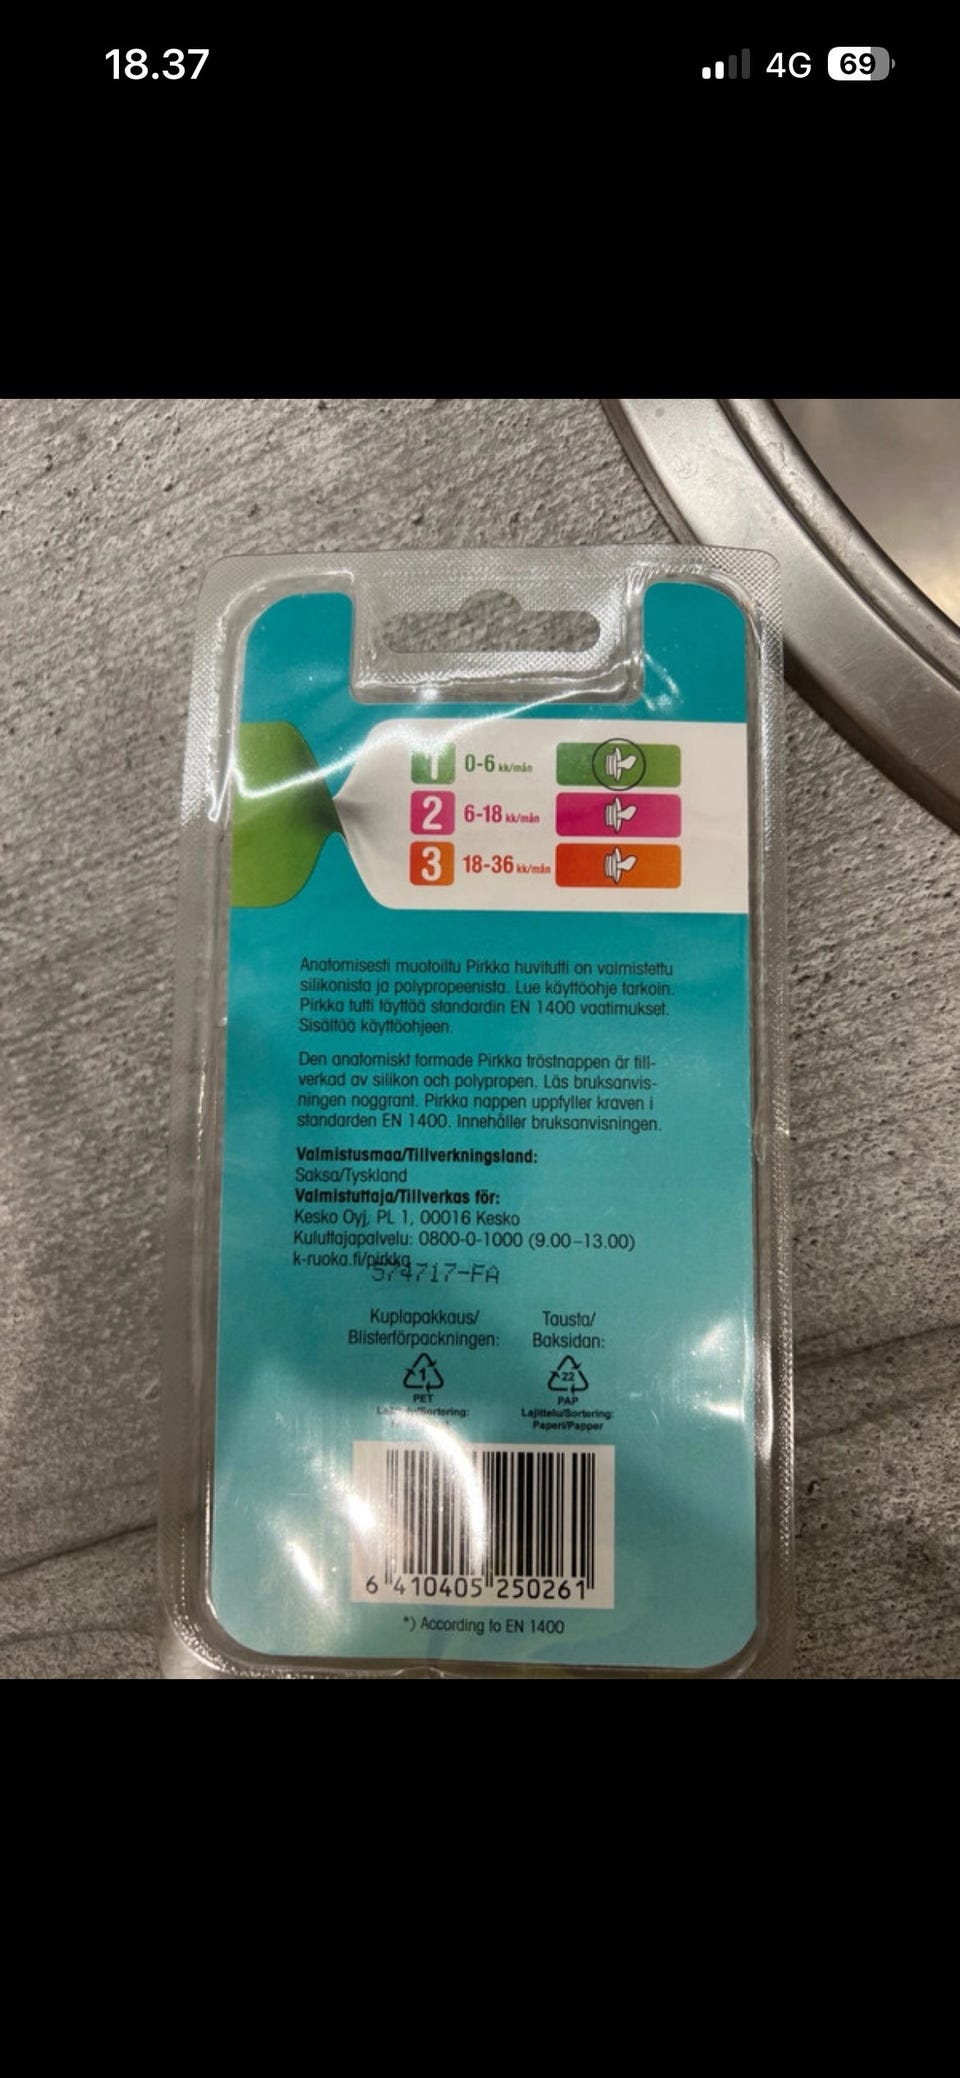 18.37
4G 69
1 0-6 kk/mån
2 6-18 kk/mån
3 18-36 kk/mån
Anatomisesti muotoiltu Pirkka huvitutti on valmistettu
silikonista ja polypropeenista. Lue käyttöohje tarkoin.
Pirkka tutti täyttää standardin EN 1400 vaatimukset.
Sisältää käyttöohjeen.
Den anatomiskt formade Pirkka tröstnappen är till-
verkad av silikon och polypropen. Läs bruksanvis-
ningen noggrant. Pirkka nappen uppfyller kraven i
standarden EN 1400. Innehåller bruksanvisningen.
Valmistusmaa/Tillverkningsland:
Saksa/Tyskland
Valmistuttaja/Tillverkas för:
Kesko Oyj, PL 1, 00016 Kesko
Kuluttajapalvelu: 0800-0-1000 (9.00–13.00)
k-ruoka.fi/pirkka
574717-FA
Kuplapakkaus/
Blisterförpackningen:
1
PET
Tausta/
Baksidan:
22
PAP
Lajittelu/Sortering:
Paperi/Papper
6 410405 250261
*) According to EN 1400